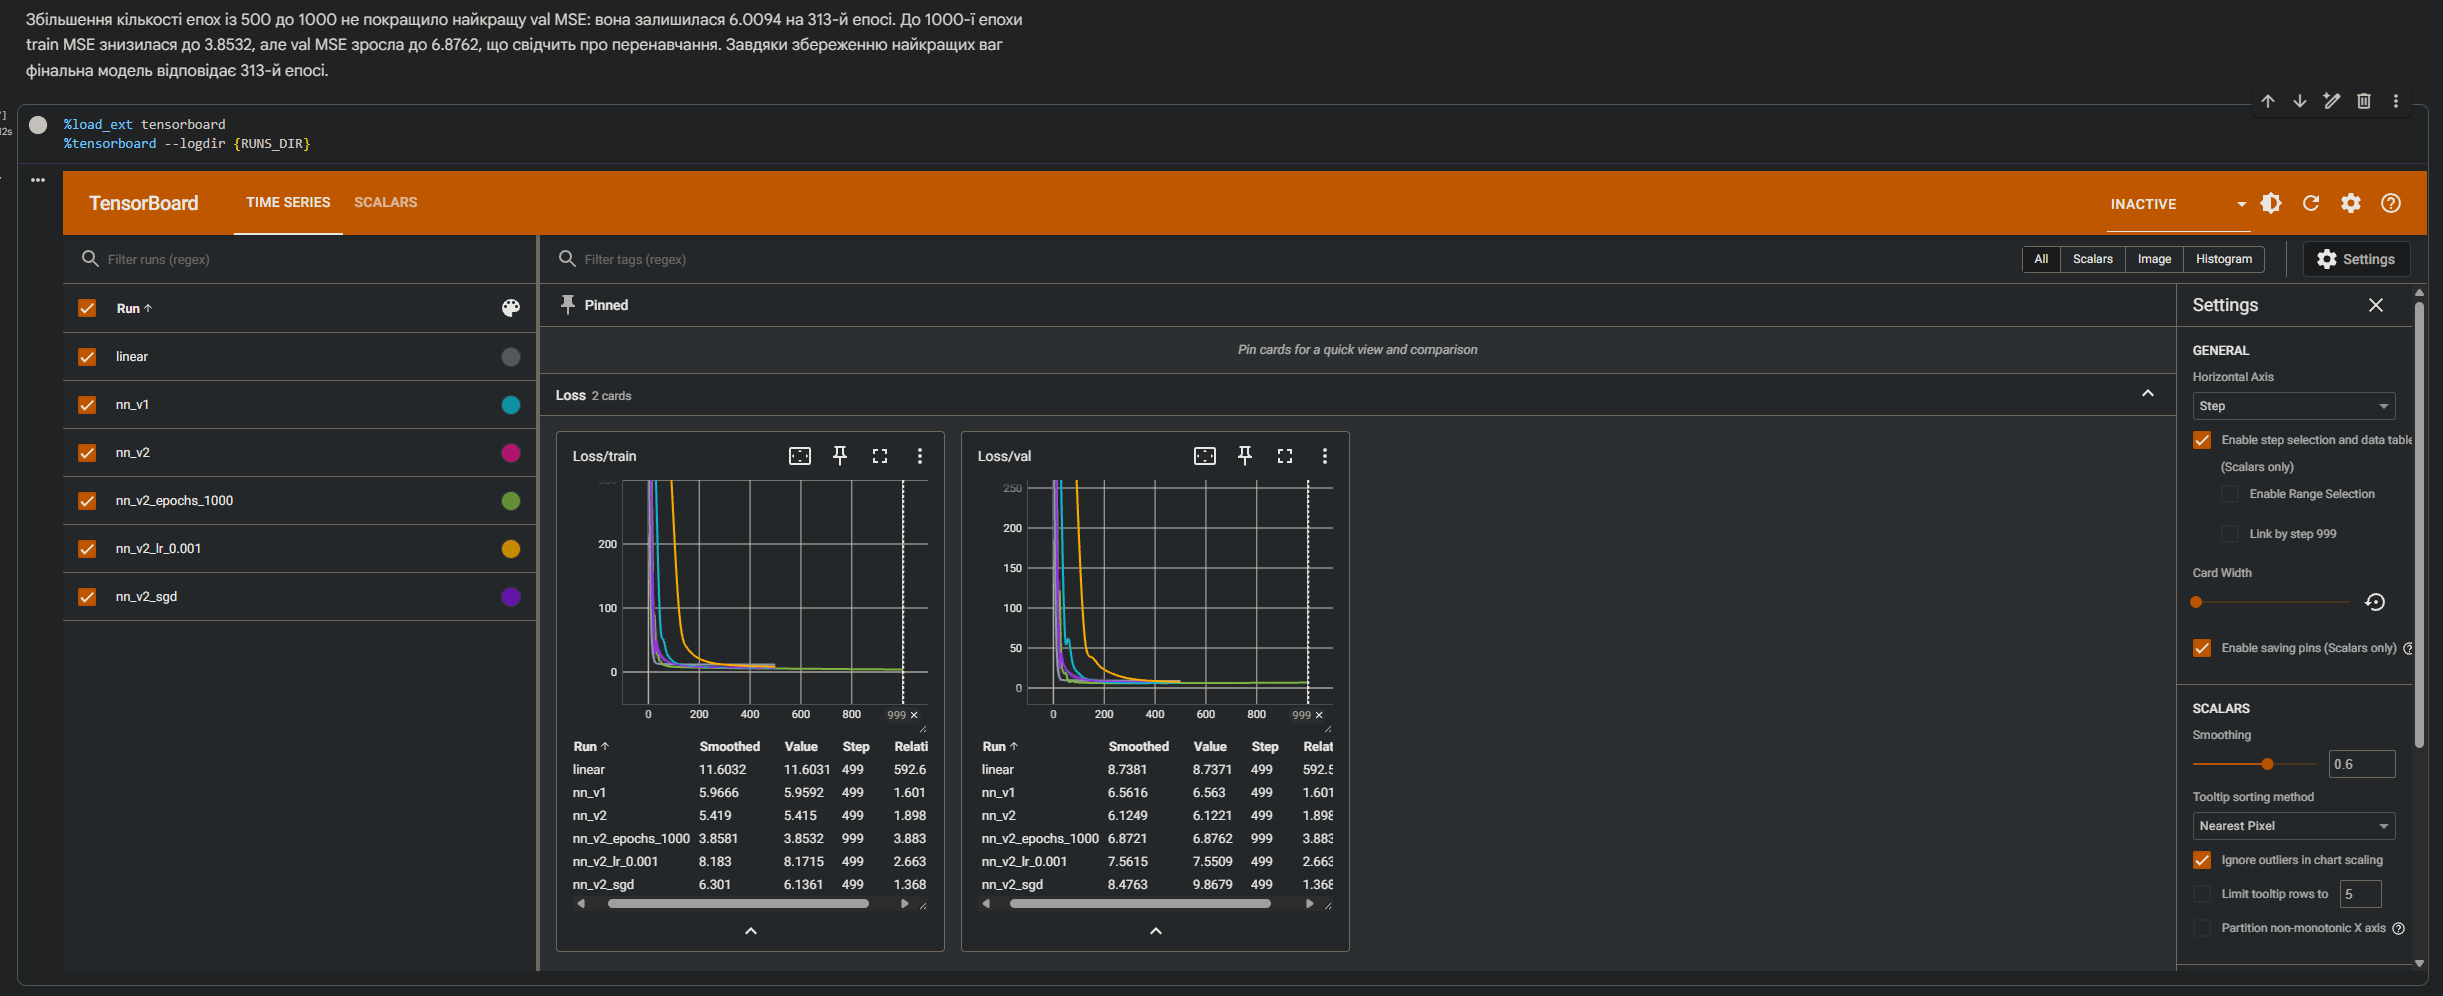 Збільшення кількості епох із 500 до 1000 не покращило найкращу val MSE: вона залишилася 6.0094 на 313-й епосі. До 1000-ї епохи
train MSE знизилася до 3.8532, але val MSE зросла до 6.8762, що свідчить про перенавчання. Завдяки збереженню найкращих ваг
фінальна модель відповідає 313-й епосі.
%load_ext tensorboard
%tensorboard --logdir {RUNS_DIR}
TensorBoard TIME SERIES SCALARS INACTIVE
Filter runs (regex)
Filter tags (regex)
All Scalars Image Histogram
Settings
Run ↑
linear
nn_v1
nn_v2
nn_v2_epochs_1000
nn_v2_lr_0.001
nn_v2_sgd
Pinned
Pin cards for a quick view and comparison
Loss 2 cards
Loss/train
200
100
0
0 200 400 600 800 999 ×
Run ↑ Smoothed Value Step Relati
linear 11.6032 11.6031 499 592.6
nn_v1 5.9666 5.9592 499 1.601
nn_v2 5.419 5.415 499 1.898
nn_v2_epochs_1000 3.8581 3.8532 999 3.883
nn_v2_lr_0.001 8.183 8.1715 499 2.663
nn_v2_sgd 6.301 6.1361 499 1.368
Loss/val
250
200
150
100
50
0
0 200 400 600 800 999 ×
Run ↑ Smoothed Value Step Relat
linear 8.7381 8.7371 499 592.5
nn_v1 6.5616 6.563 499 1.601
nn_v2 6.1249 6.1221 499 1.898
nn_v2_epochs_1000 6.8721 6.8762 999 3.883
nn_v2_lr_0.001 7.5615 7.5509 499 2.663
nn_v2_sgd 8.4763 9.8679 499 1.368
Settings
GENERAL
Horizontal Axis
Step
Enable step selection and data table
(Scalars only)
Enable Range Selection
Link by step 999
Card Width
Enable saving pins (Scalars only)
SCALARS
Smoothing
0.6
Tooltip sorting method
Nearest Pixel
Ignore outliers in chart scaling
Limit tooltip rows to 5
Partition non-monotonic X axis